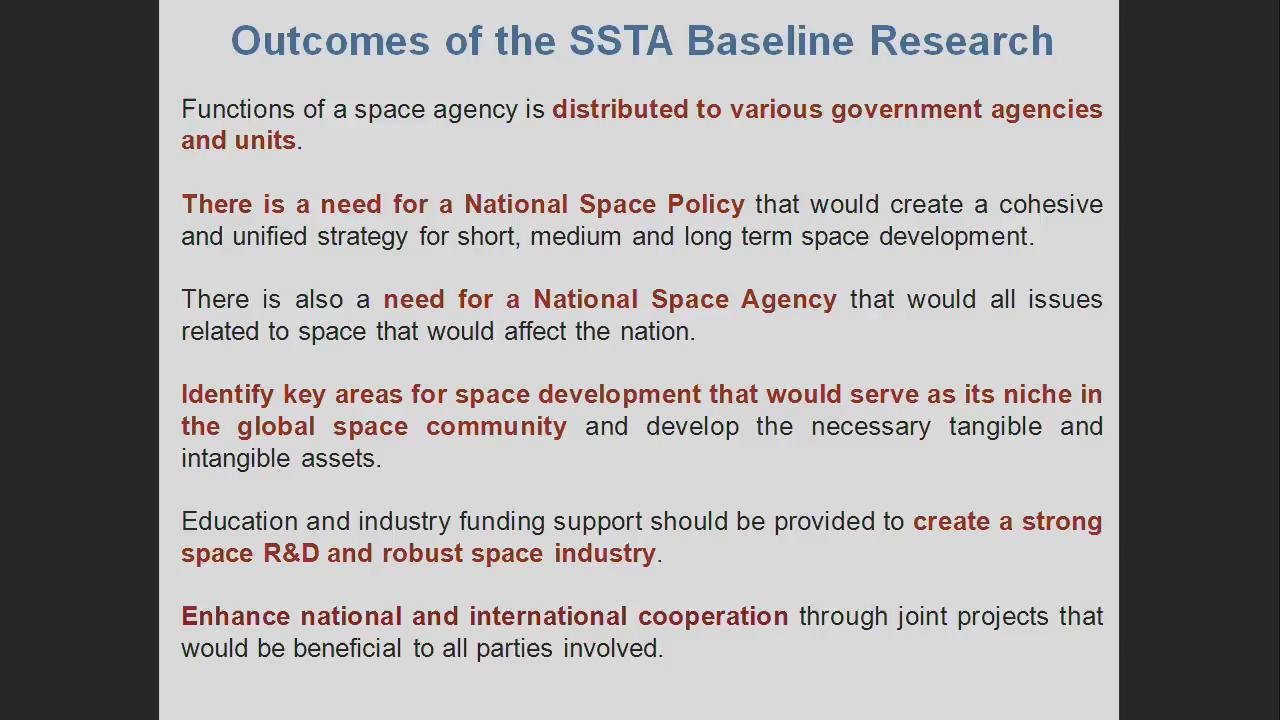 Outcomes of the SSTA Baseline Research
Functions of a space agency is distributed to various government agencies
and units.
There is a need for a National Space Policy that would create a cohesive
and unified strategy for short, medium and long term space development.
There is also a need for a National Space Agency that would all issues
related to space that would affect the nation.
Identify key areas for space development that would serve as its niche in
the global space community and develop the necessary tangible and
intangible assets.
Education and industry funding support should be provided to create a strong
space R&D and robust space industry.
Enhance national and international cooperation through joint projects that
would be beneficial to all parties involved.